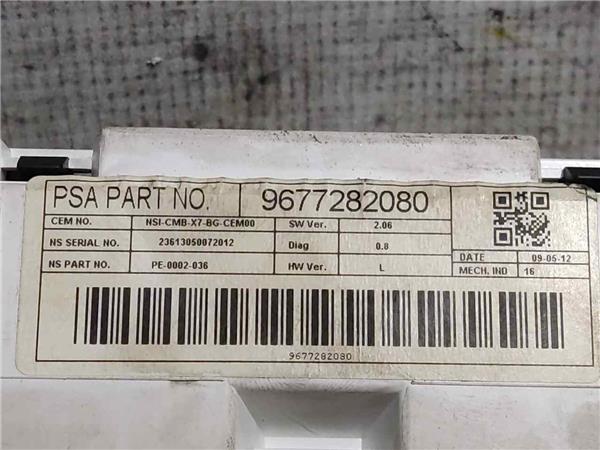 PSA PART NO. 9677282080
CEM NO. NSI-CMB-X7-BG-CEM00 SW Ver. 2.06
NS SERIAL NO. 23613050072012 Diag 0.8
NS PART NO. PE-0002-036 HW Ver. L
DATE 09-05-12
MECH. IND 16
9677282080